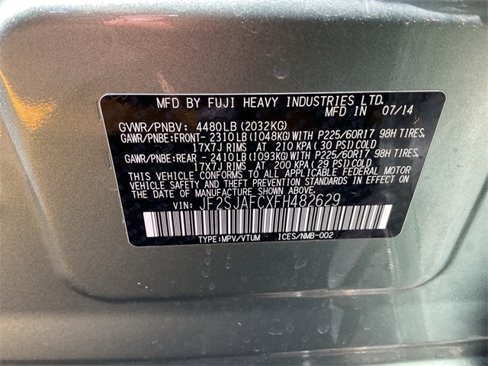 MFD BY FUJI HEAVY INDUSTRIES LTD.
MFD IN 07/14
GVWR/PNBV: 4480LB(2032KG)
GAWR/PNBE:FRONT- 2310LB(1048KG)WITH P225/60R17 98H TIRES
17X7J RIMS AT 210 KPA (30 PSI) COLD
GAWR/PNBE:REAR - 2410LB(1093KG)WITH P225/60R17 98H TIRES,
17X7J RIMS AT 200 KPA (29 PSI) COLD
THIS VEHICLE CONFORMS TO ALL APPLICABLE FEDERAL
MOTOR VEHICLE SAFETY STANDARDS IN EFFECT ON THE
DATE OF MANUFACTURE SHOWN ABOVE.
VIN: JF2SJAFCXFH482629
TYPE:MPV/VTUM ICES/NMB-002